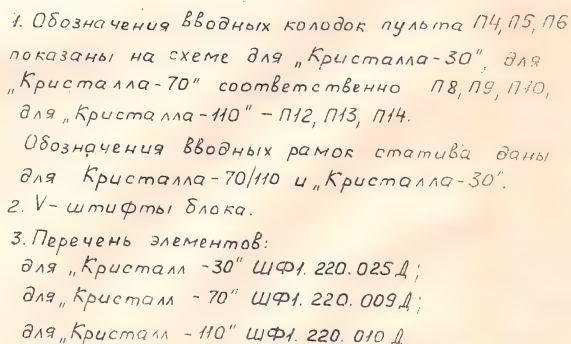 1. Обозначения вводных колодок пульта П4, П5, П6
показаны на схеме для „Кристалла-30", для
„Кристалла-70" соответственно П8, П9, П10,
для „Кристалла-110" – П12, П13, П14.
Обозначения вводных рамок статива даны
для Кристалла-70/110 и „Кристалла-30".
2. V- штифты блока.
3. Перечень элементов:
для „Кристалл -30" ШФ1. 220. 025 Д;
для „Кристалл - 70" ШФ1. 220. 009 Д;
для „Кристалл - 110" ШФ1. 220. 010 Д